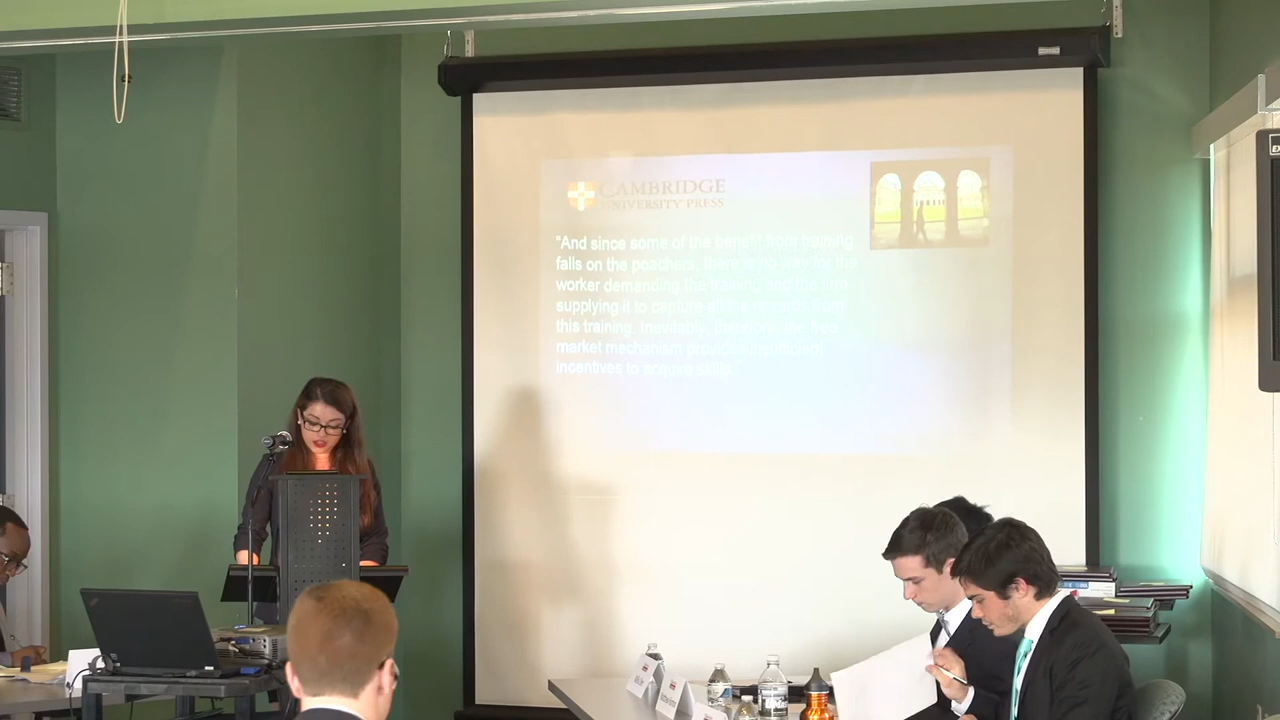 CAMBRIDGE
UNIVERSITY PRESS
"And since some of the benefit from training
falls on the poachers, there is no way for the
worker demanding the training and the firm
supplying it to capture all the rewards from
this training. Inevitably, therefore, the free
market mechanism provides insufficient
incentives to acquire skills."